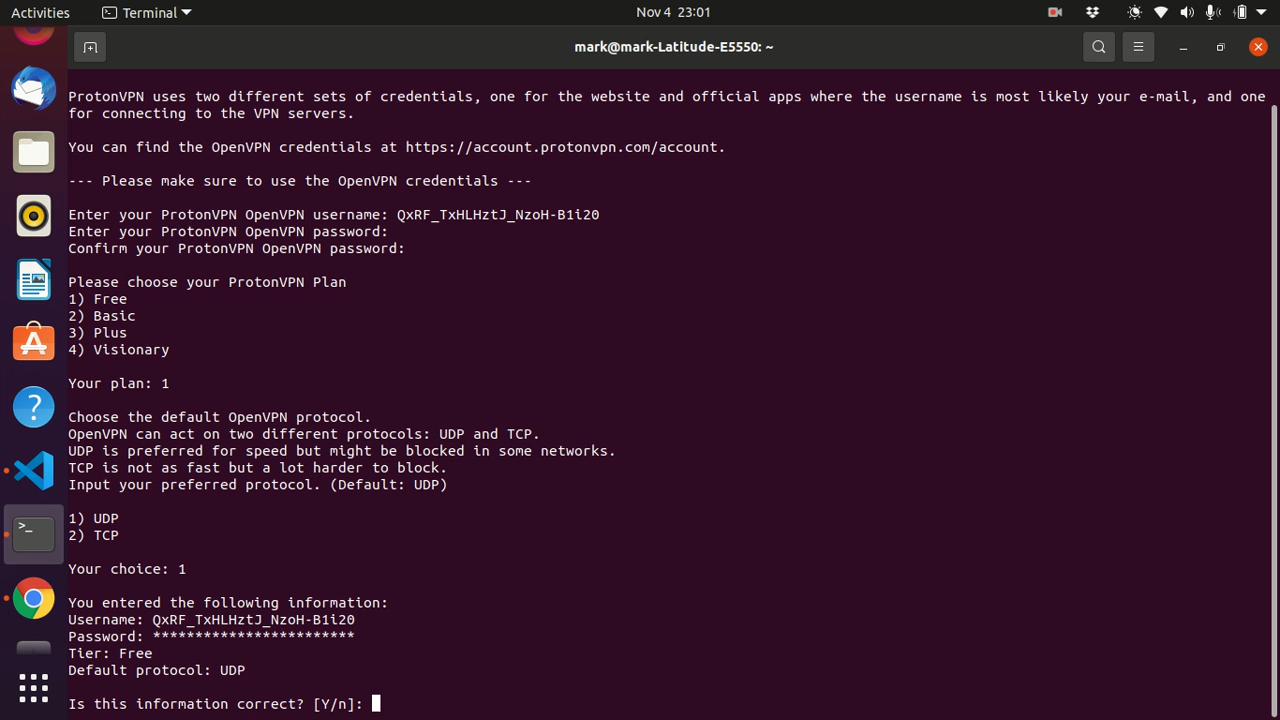 Activities
Terminal
Nov 4 23:01
mark@mark-Latitude-E5550: ~
ProtonVPN uses two different sets of credentials, one for the website and official apps where the username is most likely your e-mail, and one
for connecting to the VPN servers.
You can find the OpenVPN credentials at https://account.protonvpn.com/account.
--- Please make sure to use the OpenVPN credentials ---
Enter your ProtonVPN OpenVPN username: QxRF_TxHLHztJ_NzoH-B1i20
Enter your ProtonVPN OpenVPN password:
Confirm your ProtonVPN OpenVPN password:
Please choose your ProtonVPN Plan
1) Free
2) Basic
3) Plus
4) Visionary
Your plan: 1
Choose the default OpenVPN protocol.
OpenVPN can act on two different protocols: UDP and TCP.
UDP is preferred for speed but might be blocked in some networks.
TCP is not as fast but a lot harder to block.
Input your preferred protocol. (Default: UDP)
1) UDP
2) TCP
Your choice: 1
You entered the following information:
Username: QxRF_TxHLHztJ_NzoH-B1i20
Password: ************************
Tier: Free
Default protocol: UDP
Is this information correct? [Y/n]: